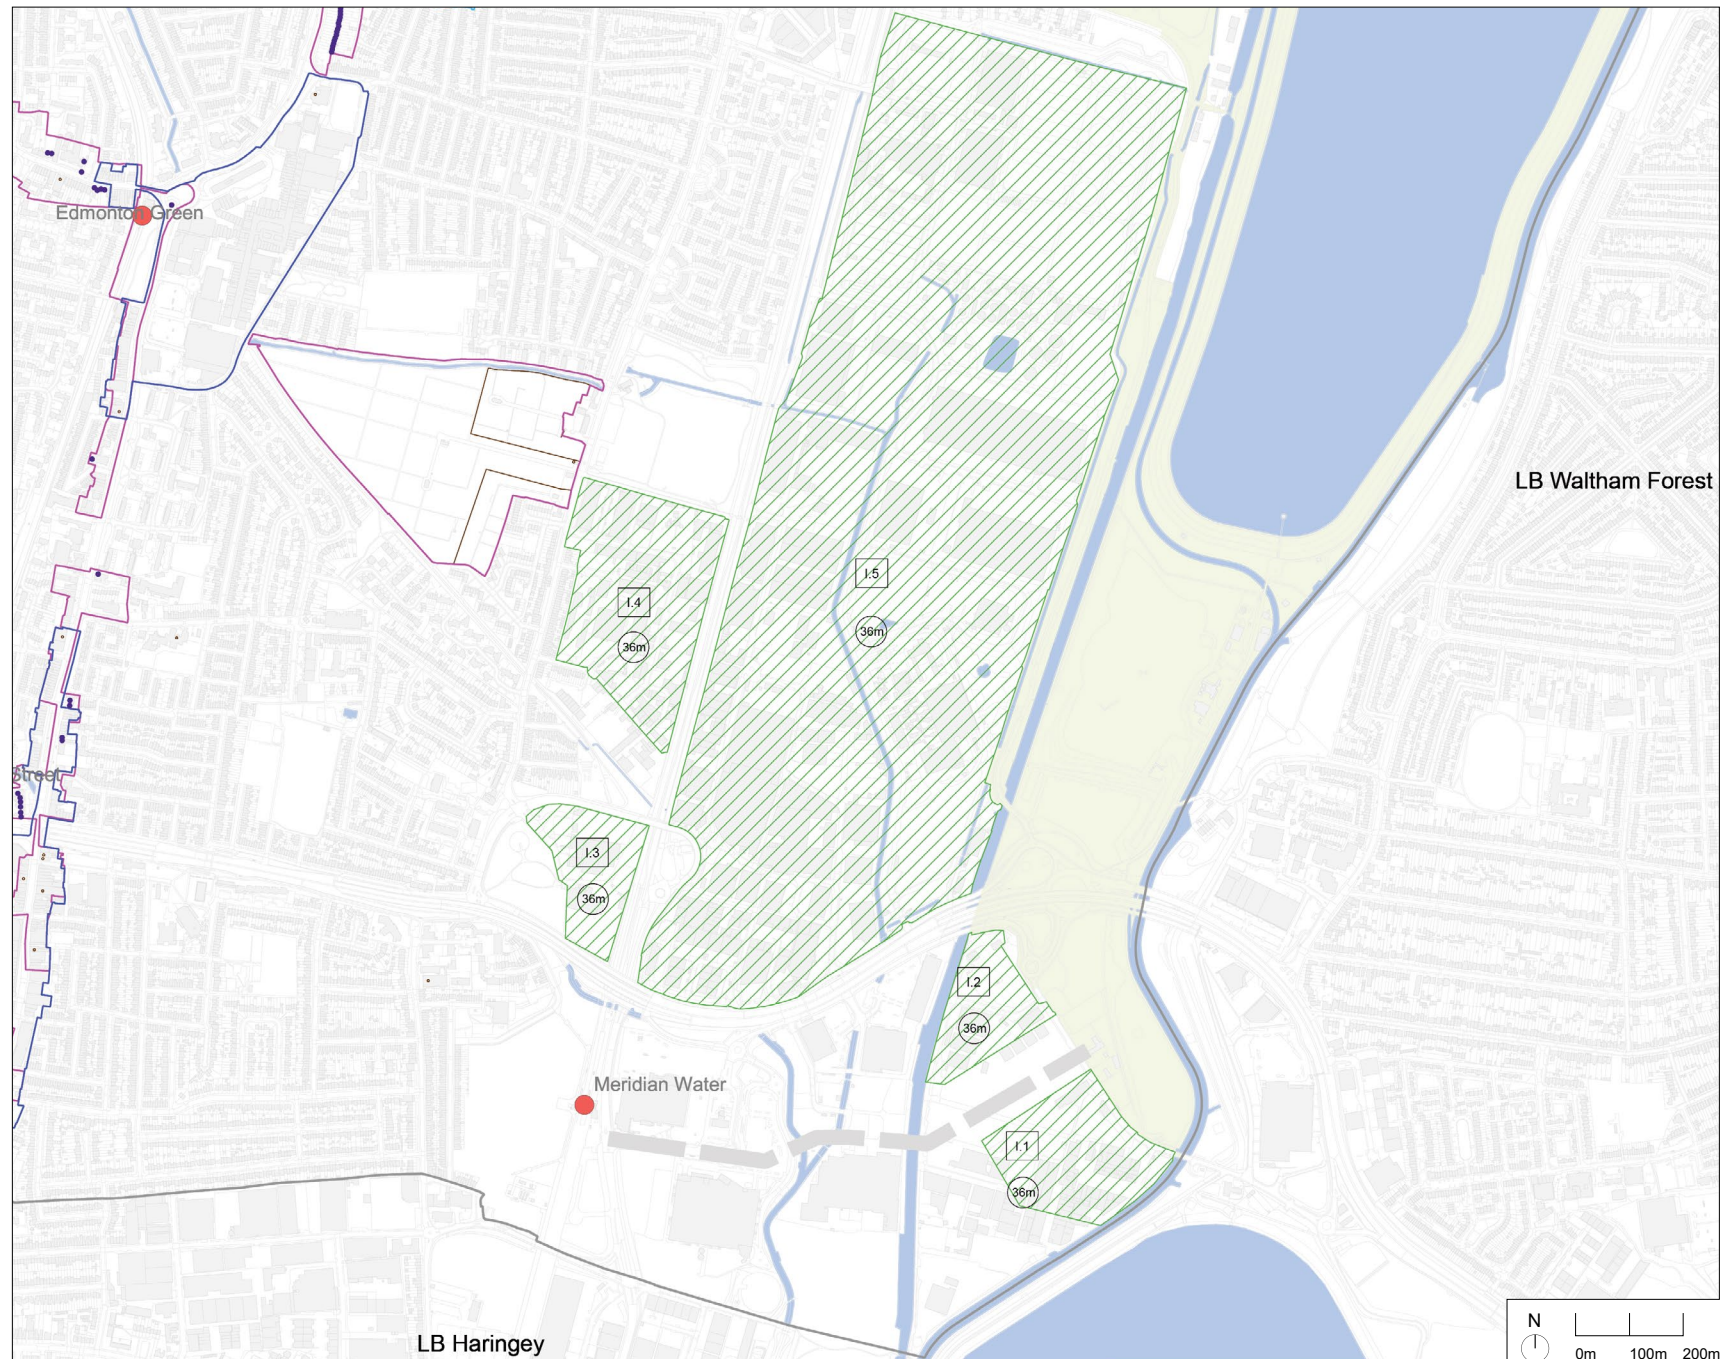 Edmonton Green
LB Waltham Forest
I.5
36m
I.4
36m
Street
I.3
36m
I.2
36m
Meridian Water
I.1
36m
LB Haringey
N
0m 100m 200m